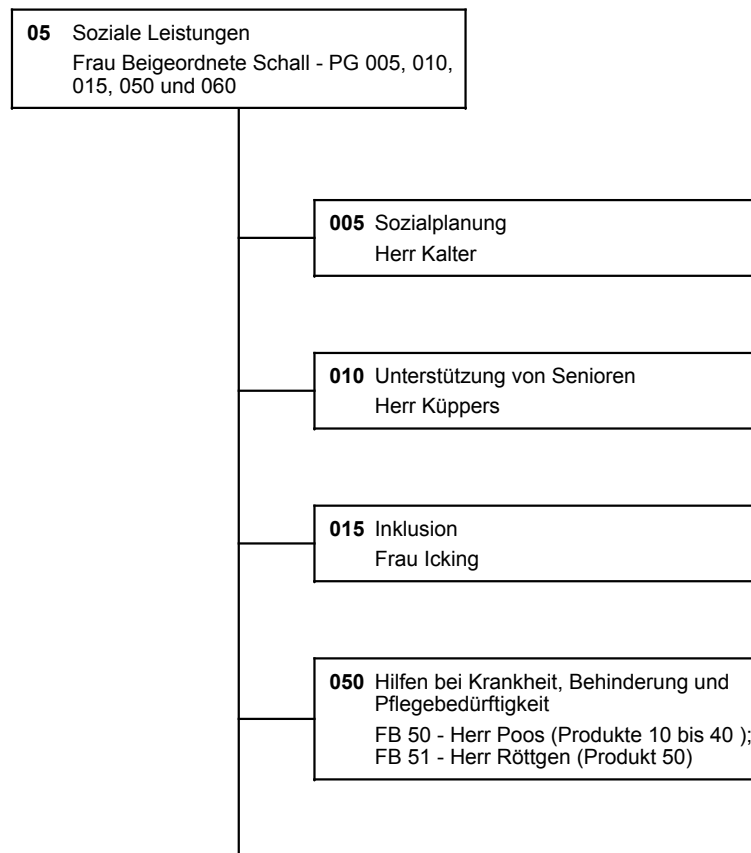 05 Soziale Leistungen
Frau Beigeordnete Schall - PG 005, 010,
015, 050 und 060
005 Sozialplanung
Herr Kalter
010 Unterstützung von Senioren
Herr Küppers
015 Inklusion
Frau Icking
050 Hilfen bei Krankheit, Behinderung und
Pflegebedürftigkeit
FB 50 - Herr Poos (Produkte 10 bis 40 );
FB 51 - Herr Röttgen (Produkt 50)